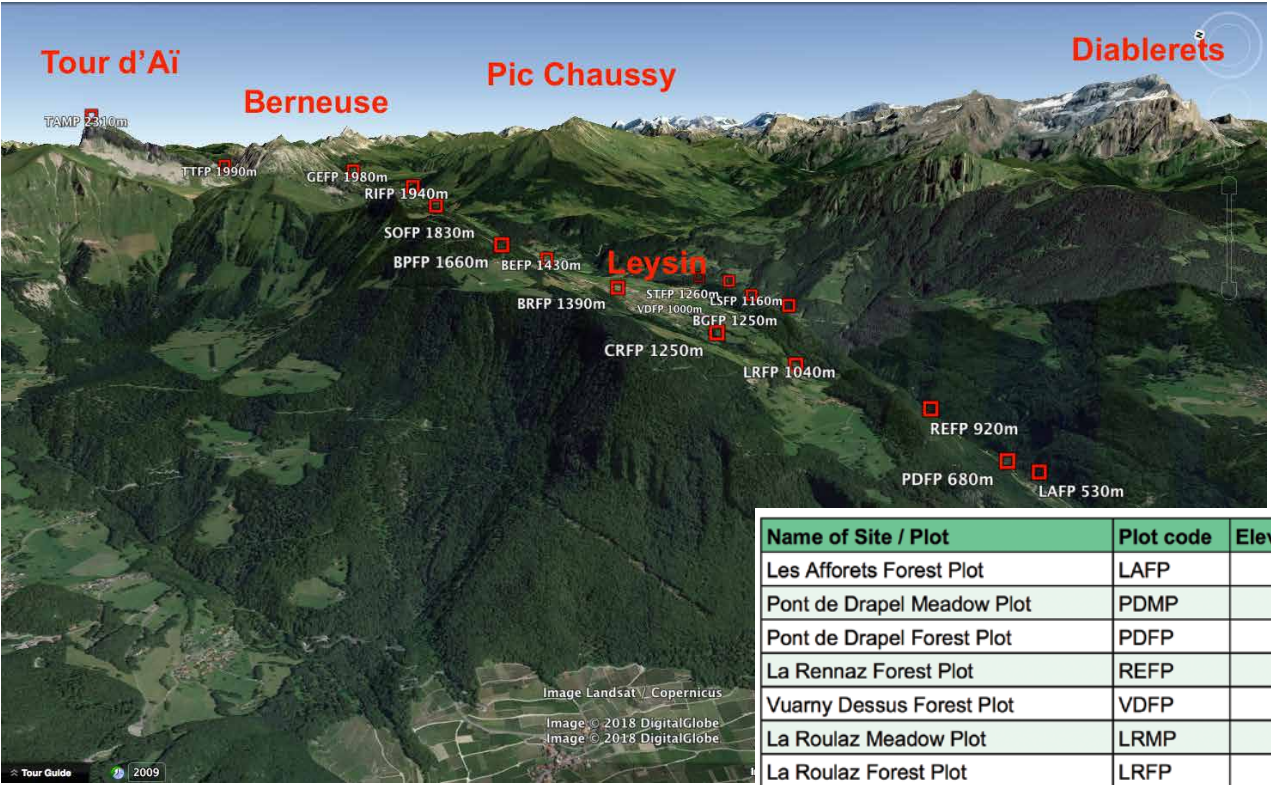 Tour d'Aï
Berneuse
Pic Chaussy
Diablerets
N
TAMP 2310m
TTFP 1990m
GEFP 1980m
RIFP 1940m
SOFP 1830m
BPFP 1660m
BEFP 1430m
Leysin
BRFP 1390m
STFP 1260m
LSFP 1160m
VDFP 1000m
BGFP 1250m
CRFP 1250m
LRFP 1040m
REFP 920m
PDFP 680m
LAFP 530m
Image Landsat / Copernicus
Image © 2018 DigitalGlobe
Image © 2018 DigitalGlobe
Tour Guide
2009
Name of Site / Plot Plot code Elev
Les Afforets Forest Plot LAFP
Pont de Drapel Meadow Plot PDMP
Pont de Drapel Forest Plot PDFP
La Rennaz Forest Plot REFP
Vuarny Dessus Forest Plot VDFP
La Roulaz Meadow Plot LRMP
La Roulaz Forest Plot LRFP